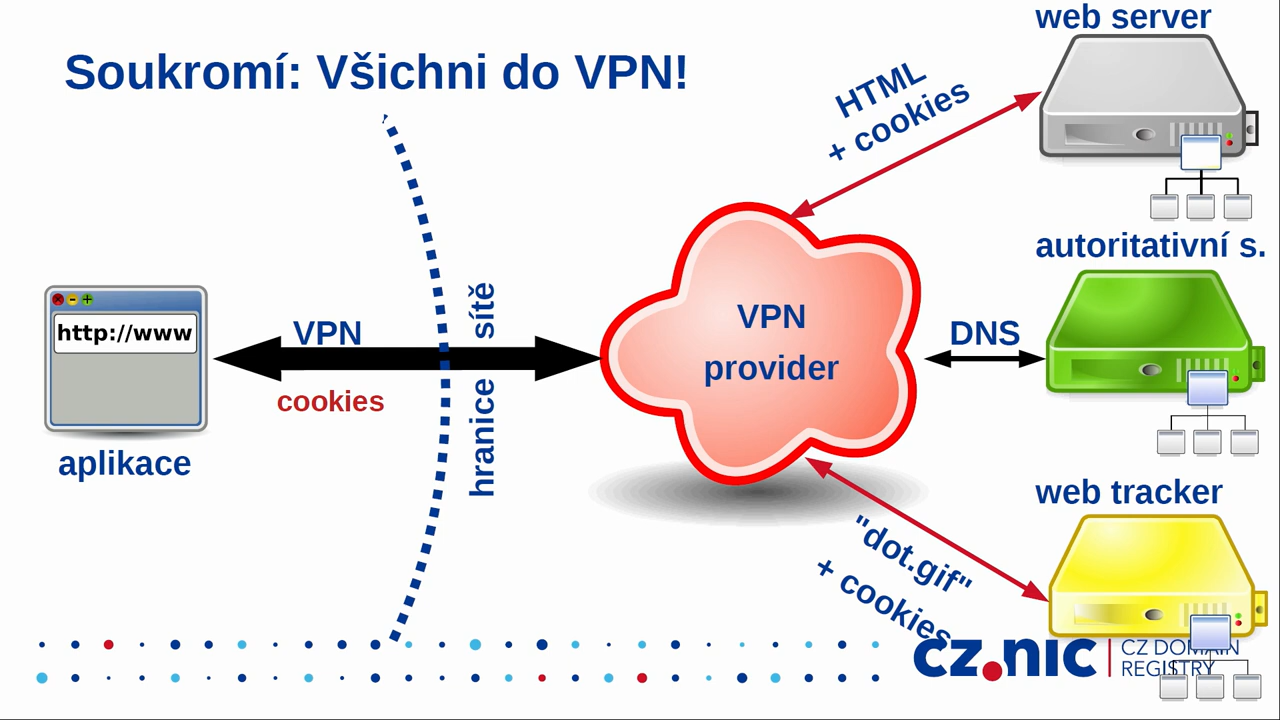 Soukromí: Všichni do VPN!
web server
HTML
+ cookies
autoritativní s.
http://www
VPN
cookies
hranice sítě
VPN
provider
DNS
aplikace
web tracker
"dot.gif"
+ cookies
CZ.NIC
CZ DOMAIN
REGISTRY